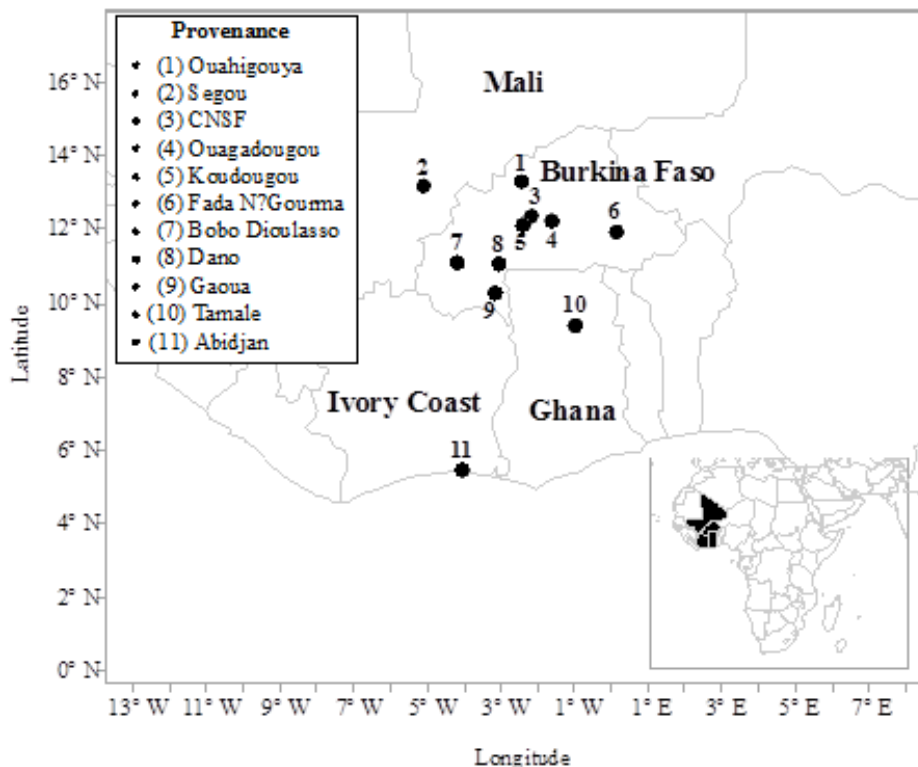 Provenance
(1) Ouahigouya
(2) Segou
(3) CNSF
(4) Ouagadougou
(5) Koudougou
(6) Fada N?Gourma
(7) Bobo Dioulasso
(8) Dano
(9) Gaoua
(10) Tamale
(11) Abidjan
Mali
Burkina Faso
Ivory Coast
Ghana
1
2
3
4
5
6
7
8
9
10
11
Latitude
16° N
14° N
12° N
10° N
8° N
6° N
4° N
2° N
0° N
13° W 11° W 9° W 7° W 5° W 3° W 1° W 1° E 3° E 5° E 7° E
Longitude